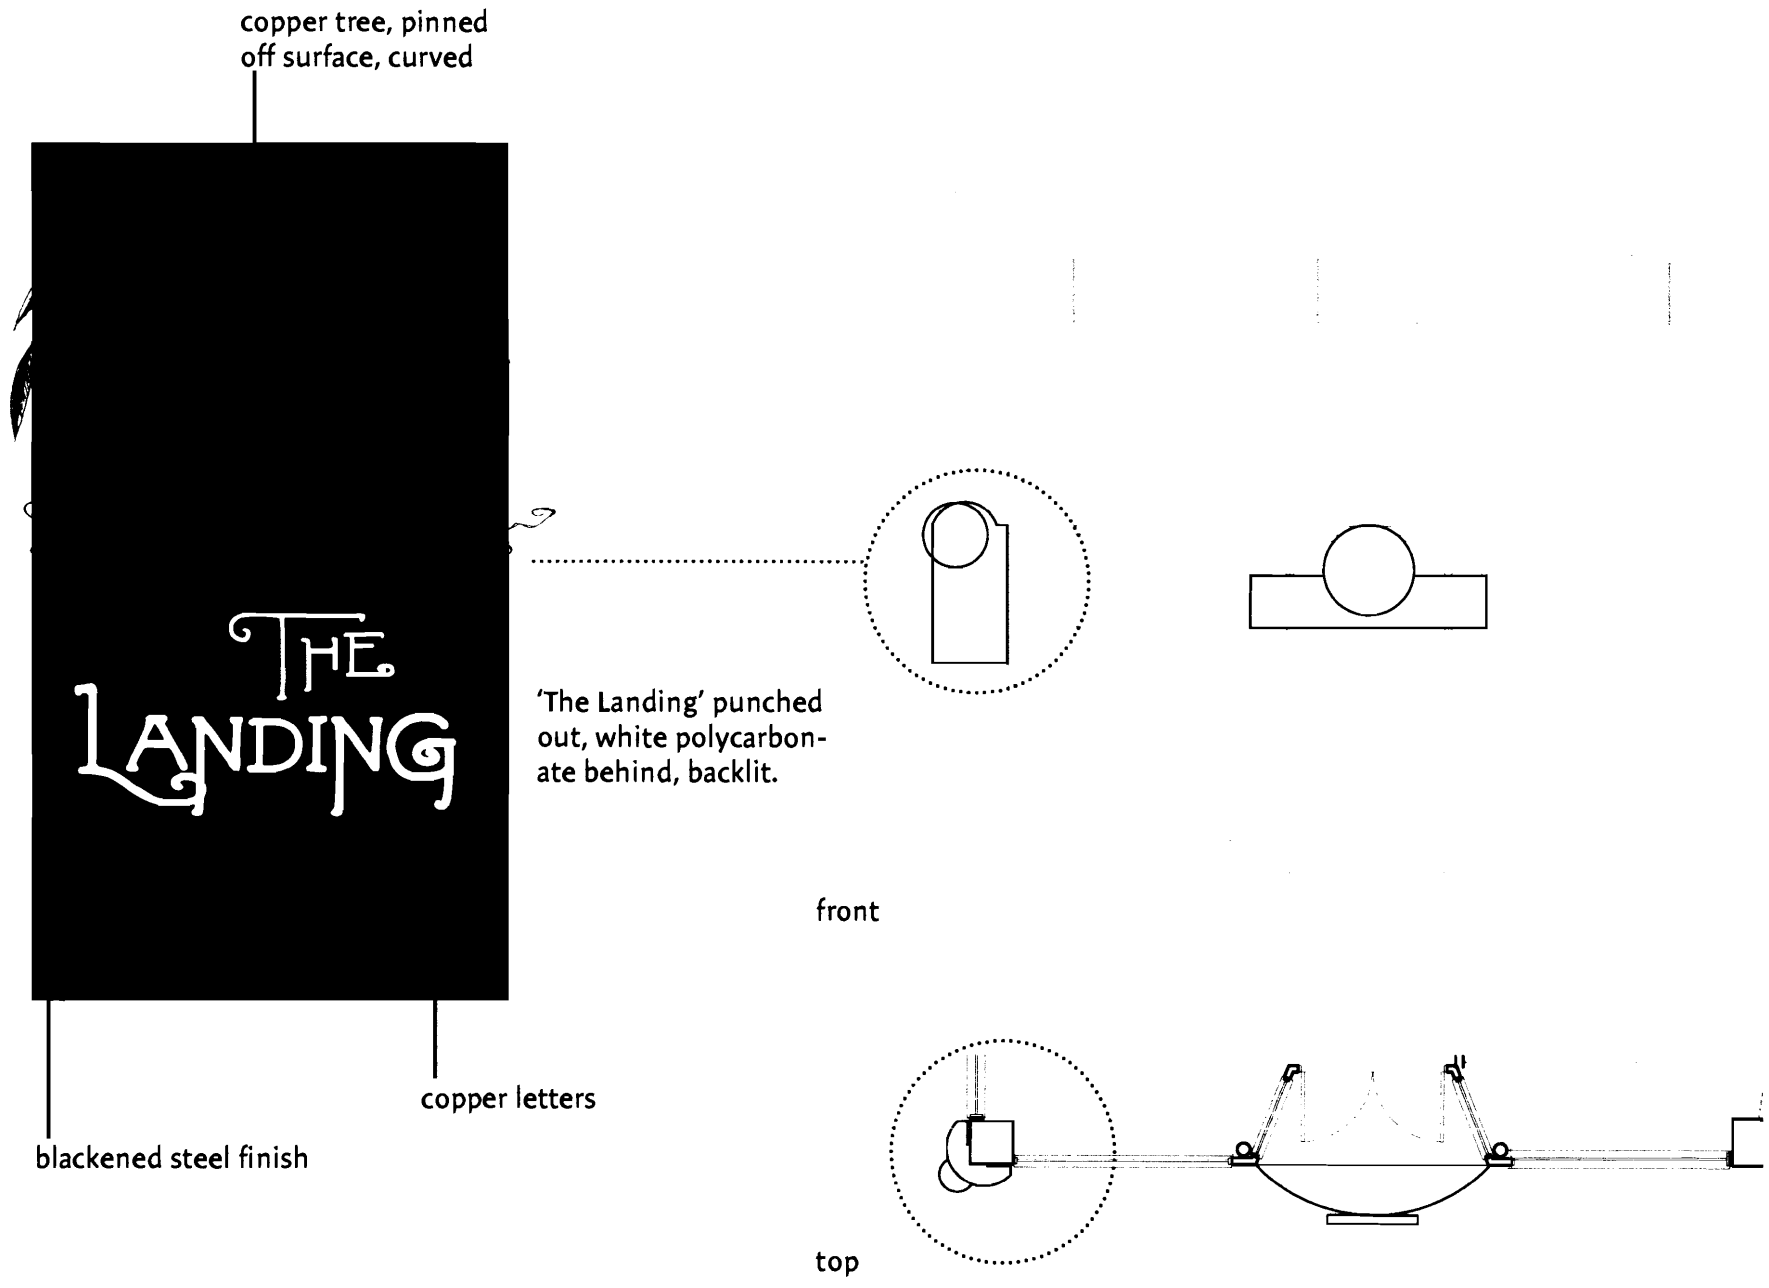 copper tree, pinned
off surface, curved
THE
LANDING
‘The Landing’ punched
out, white polycarbon-
ate behind, backlit.
front
copper letters
blackened steel finish
top